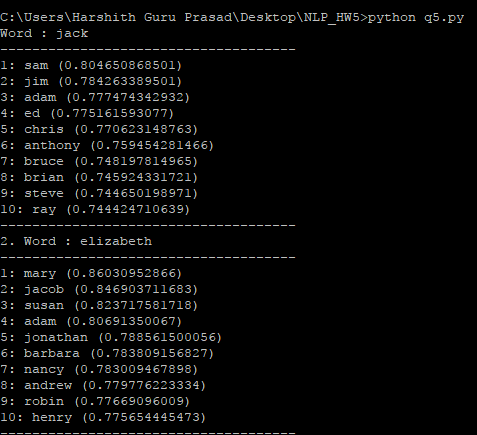 C:\Users\Harshith Guru Prasad\Desktop\NLP_HW5>python q5.py
Word : jack
------------------------------------
1: sam (0.804650868501)
2: jim (0.784263389501)
3: adam (0.777474342932)
4: ed (0.775161593077)
5: chris (0.770623148763)
6: anthony (0.759454281466)
7: bruce (0.748197814965)
8: brian (0.745924331721)
9: steve (0.744650198971)
10: ray (0.744424710639)
------------------------------------
2. Word : elizabeth
------------------------------------
1: mary (0.86030952866)
2: jacob (0.846903711683)
3: susan (0.823717581718)
4: adam (0.80691350067)
5: jonathan (0.788561500056)
6: barbara (0.783809156827)
7: nancy (0.783009467898)
8: andrew (0.779776223334)
9: robin (0.77669096009)
10: henry (0.775654445473)
------------------------------------